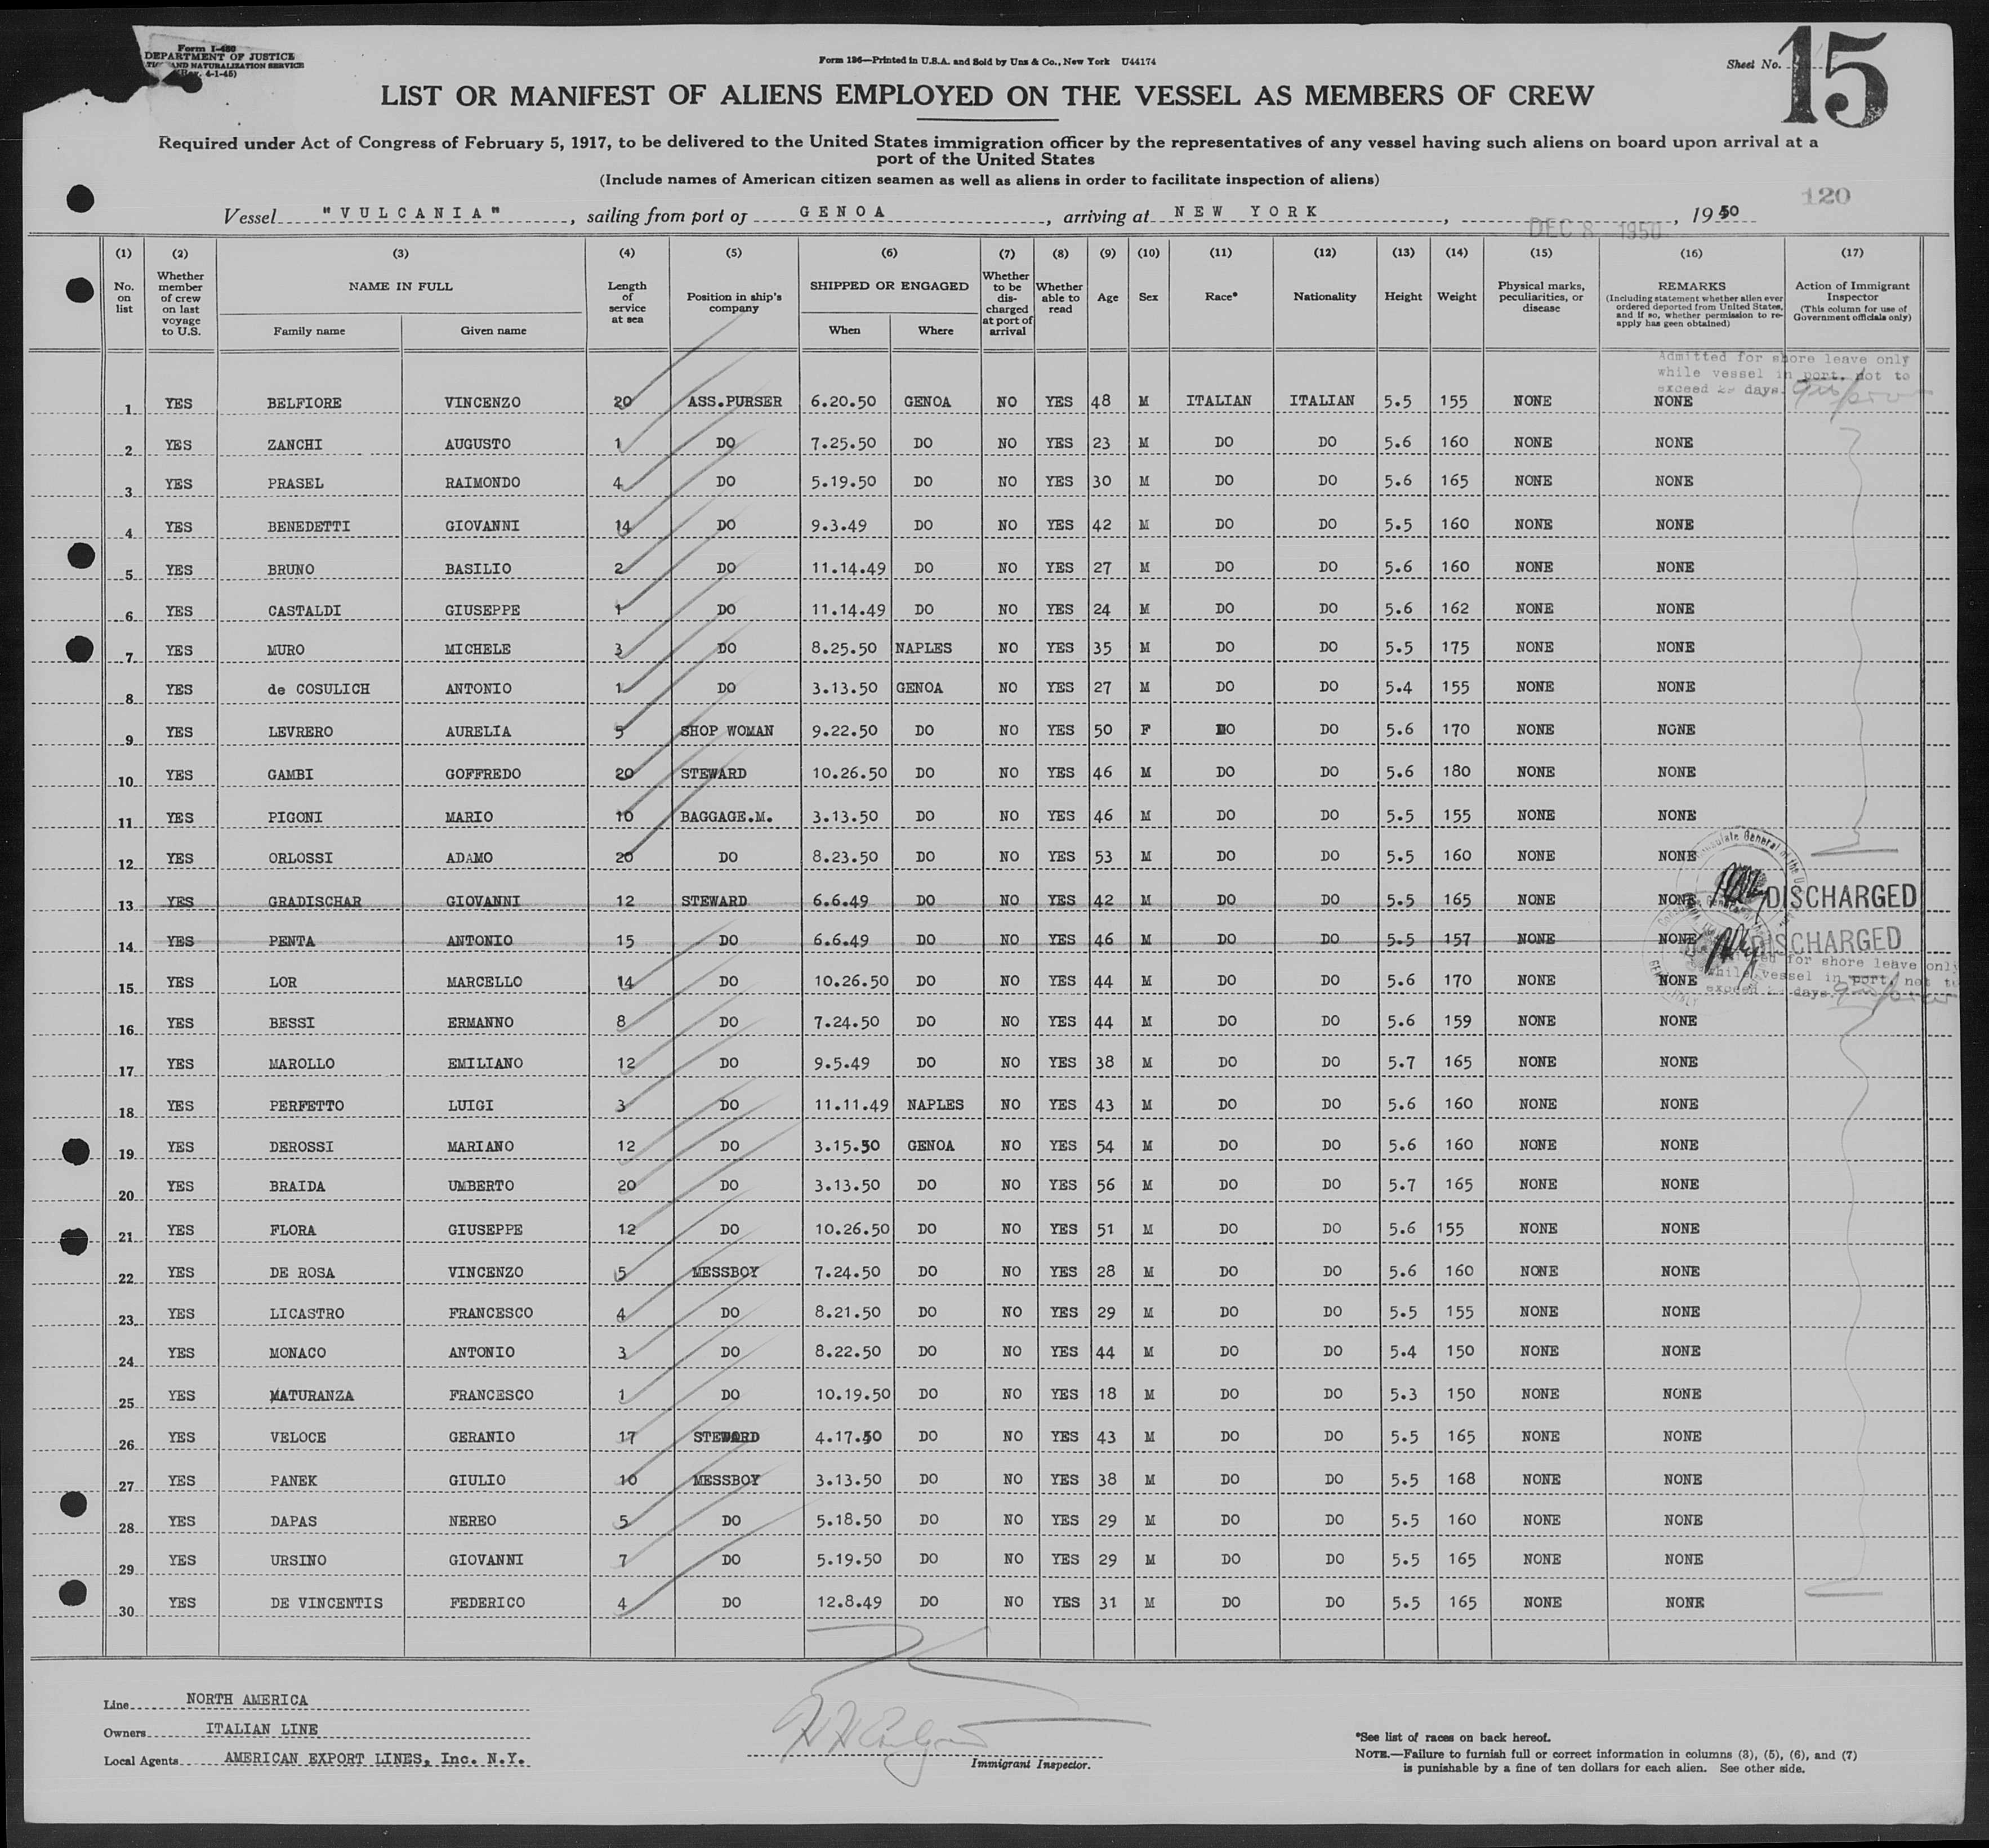 Form I-480
DEPARTMENT OF JUSTICE
AND NATURALIZATION SERVICE
(Rev. 4-1-45)
Form 136—Printed in U.S.A. and Sold by Unz & Co., New York U44174
Sheet No. 15
LIST OR MANIFEST OF ALIENS EMPLOYED ON THE VESSEL AS MEMBERS OF CREW
Required under Act of Congress of February 5, 1917, to be delivered to the United States immigration officer by the representatives of any vessel having such aliens on board upon arrival at a
port of the United States
(Include names of American citizen seamen as well as aliens in order to facilitate inspection of aliens)
120
Vessel "VULCANIA", sailing from port of GENOA, arriving at NEW YORK, DEC 8 1950, 1950
(1) (2) (3) (4) (5) (6) (7) (8) (9) (10) (11) (12) (13) (14) (15) (16) (17)
No. on list
Whether member of crew on last voyage to U.S.
NAME IN FULL
Family name Given name
Length of service at sea
Position in ship's company
SHIPPED OR ENGAGED
When Where
Whether to be discharged at port of arrival
Whether able to read
Age
Sex
Race*
Nationality
Height
Weight
Physical marks, peculiarities, or disease
REMARKS
(Including statement whether alien ever ordered deported from United States, and if so, whether permission to re-apply has geen obtained)
Action of Immigrant Inspector
(This column for use of Government officials only)
Admitted for shore leave only
while vessel in port, not to
exceed 29 days.
1 YES BELFIORE VINCENZO 20 ASS.PURSER 6.20.50 GENOA NO YES 48 M ITALIAN ITALIAN 5.5 155 NONE NONE
2 YES ZANCHI AUGUSTO 1 DO 7.25.50 DO NO YES 23 M DO DO 5.6 160 NONE NONE
3 YES PRASEL RAIMONDO 4 DO 5.19.50 DO NO YES 30 M DO DO 5.6 165 NONE NONE
4 YES BENEDETTI GIOVANNI 14 DO 9.3.49 DO NO YES 42 M DO DO 5.5 160 NONE NONE
5 YES BRUNO BASILIO 2 DO 11.14.49 DO NO YES 27 M DO DO 5.6 160 NONE NONE
6 YES CASTALDI GIUSEPPE 1 DO 11.14.49 DO NO YES 24 M DO DO 5.6 162 NONE NONE
7 YES MURO MICHELE 3 DO 8.25.50 NAPLES NO YES 35 M DO DO 5.5 175 NONE NONE
8 YES de COSULICH ANTONIO 1 DO 3.13.50 GENOA NO YES 27 M DO DO 5.4 155 NONE NONE
9 YES LEVRERO AURELIA 5 SHOP WOMAN 9.22.50 DO NO YES 50 F DO DO 5.6 170 NONE NONE
10 YES GAMBI GOFFREDO 20 STEWARD 10.26.50 DO NO YES 46 M DO DO 5.6 180 NONE NONE
11 YES PIGONI MARIO 10 BAGGAGE.M. 3.13.50 DO NO YES 46 M DO DO 5.5 155 NONE NONE
12 YES ORLOSSI ADAMO 20 DO 8.23.50 DO NO YES 53 M DO DO 5.5 160 NONE NONE
13 YES GRADISCHAR GIOVANNI 12 STEWARD 6.6.49 DO NO YES 42 M DO DO 5.5 165 NONE NONE DISCHARGED
14 YES PENTA ANTONIO 15 DO 6.6.49 DO NO YES 46 M DO DO 5.5 157 NONE NONE DISCHARGED
Admitted for shore leave only
while vessel in port, not to
exceed 29 days.
15 YES LOR MARCELLO 14 DO 10.26.50 DO NO YES 44 M DO DO 5.6 170 NONE NONE
16 YES BESSI ERMANNO 8 DO 7.24.50 DO NO YES 44 M DO DO 5.6 159 NONE NONE
17 YES MAROLLO EMILIANO 12 DO 9.5.49 DO NO YES 38 M DO DO 5.7 165 NONE NONE
18 YES PERFETTO LUIGI 3 DO 11.11.49 NAPLES NO YES 43 M DO DO 5.6 160 NONE NONE
19 YES DEROSSI MARIANO 12 DO 3.15.50 GENOA NO YES 54 M DO DO 5.6 160 NONE NONE
20 YES BRAIDA UMBERTO 20 DO 3.13.50 DO NO YES 56 M DO DO 5.7 165 NONE NONE
21 YES FLORA GIUSEPPE 12 DO 10.26.50 DO NO YES 51 M DO DO 5.6 155 NONE NONE
22 YES DE ROSA VINCENZO 5 MESSBOY 7.24.50 DO NO YES 28 M DO DO 5.6 160 NONE NONE
23 YES LICASTRO FRANCESCO 4 DO 8.21.50 DO NO YES 29 M DO DO 5.5 155 NONE NONE
24 YES MONACO ANTONIO 3 DO 8.22.50 DO NO YES 44 M DO DO 5.4 150 NONE NONE
25 YES MATURANZA FRANCESCO 1 DO 10.19.50 DO NO YES 18 M DO DO 5.3 150 NONE NONE
26 YES VELOCE GERANIO 17 STEWARD 4.17.50 DO NO YES 43 M DO DO 5.5 165 NONE NONE
27 YES PANEK GIULIO 10 MESSBOY 3.13.50 DO NO YES 38 M DO DO 5.5 168 NONE NONE
28 YES DAPAS NEREO 5 DO 5.18.50 DO NO YES 29 M DO DO 5.5 160 NONE NONE
29 YES URSINO GIOVANNI 7 DO 5.19.50 DO NO YES 29 M DO DO 5.5 165 NONE NONE
30 YES DE VINCENTIS FEDERICO 4 DO 12.8.49 DO NO YES 31 M DO DO 5.5 165 NONE NONE
Line NORTH AMERICA
Owners ITALIAN LINE
Local Agents AMERICAN EXPORT LINES, Inc. N.Y.
Immigrant Inspector.
*See list of races on back hereof.
NOTE.—Failure to furnish full or correct information in columns (3), (5), (6), and (7)
is punishable by a fine of ten dollars for each alien. See other side.